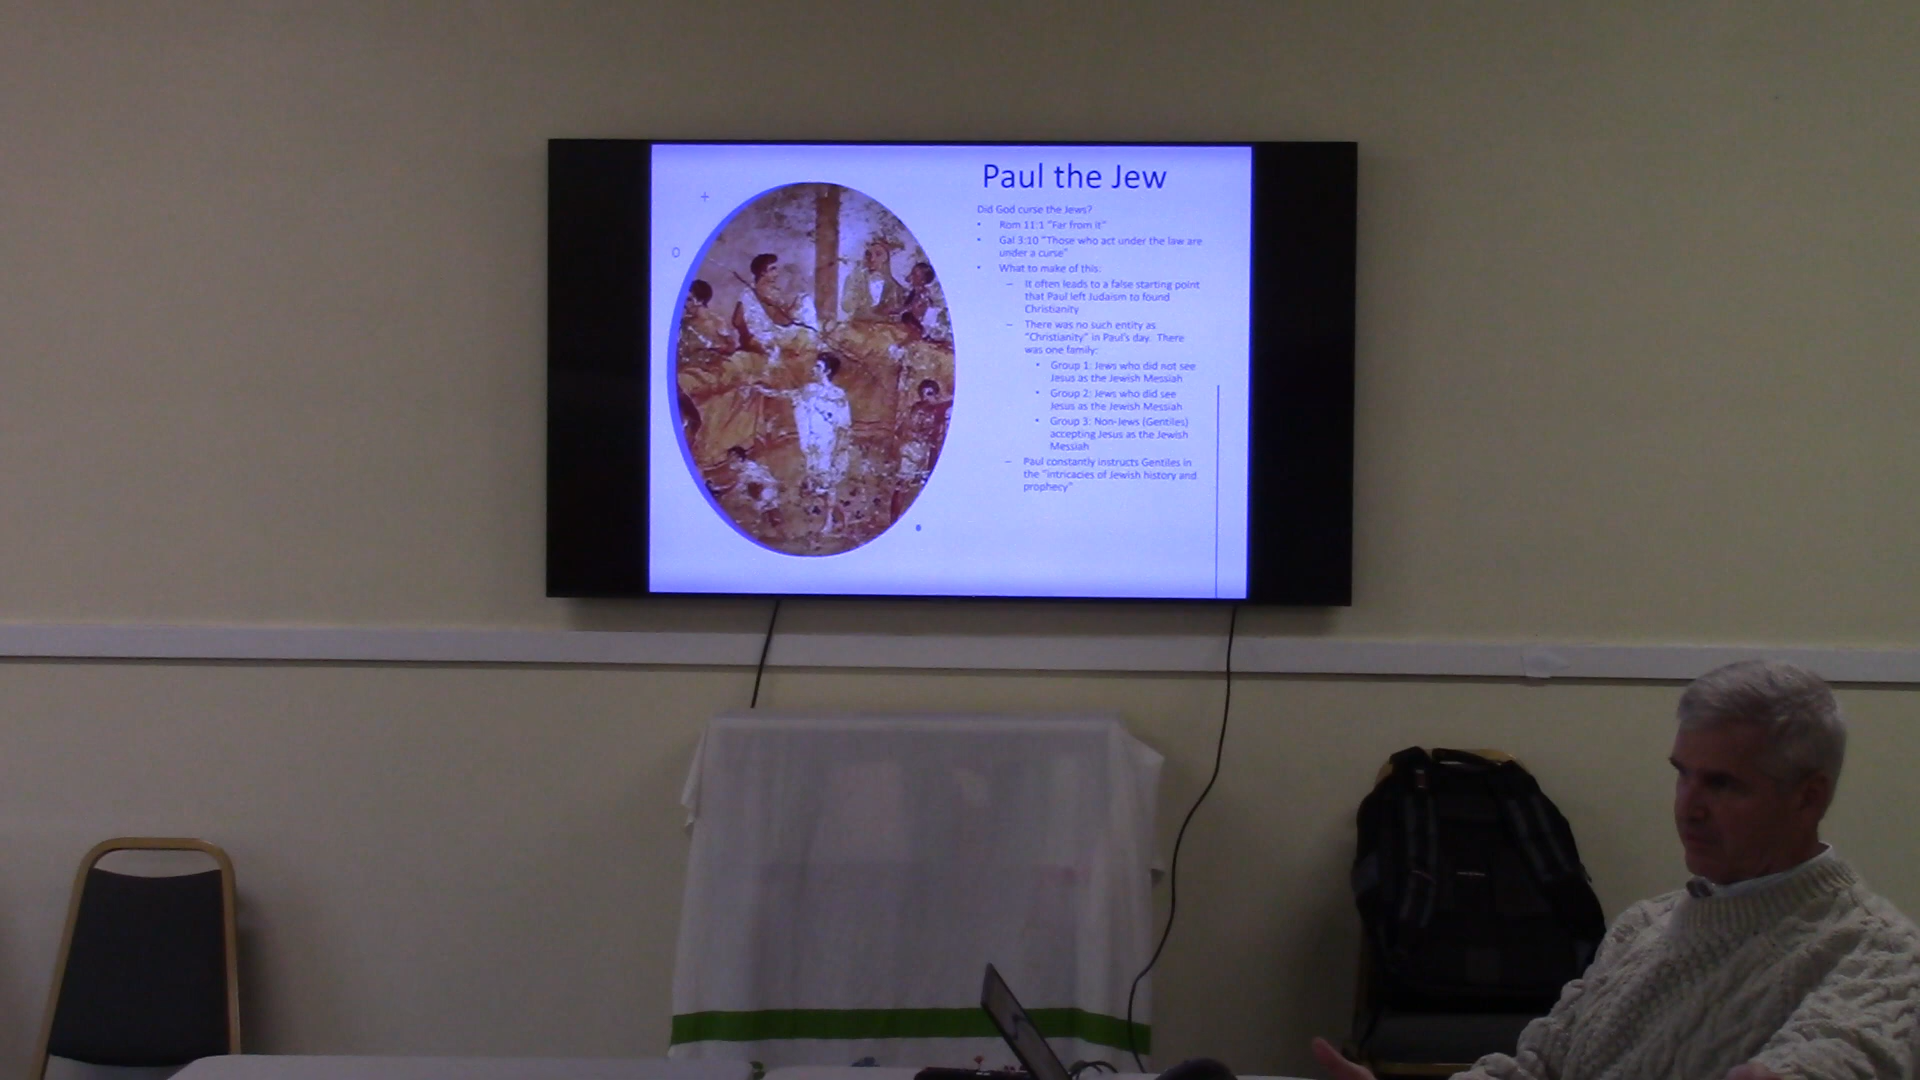 Paul the Jew
Did God curse the Jews?
• Rom 11:1 "Far from it"
• Gal 3:10 "Those who act under the law are
under a curse"
• What to make of this:
– It often leads to a false starting point
that Paul left Judaism to found
Christianity
– There was no such entity as
"Christianity" in Paul's day. There
was one family:
• Group 1: Jews who did not see
Jesus as the Jewish Messiah
• Group 2: Jews who did see
Jesus as the Jewish Messiah
• Group 3: Non-Jews (Gentiles)
accepting Jesus as the Jewish
Messiah
– Paul constantly instructs Gentiles in
the "intricacies of Jewish history and
prophecy"